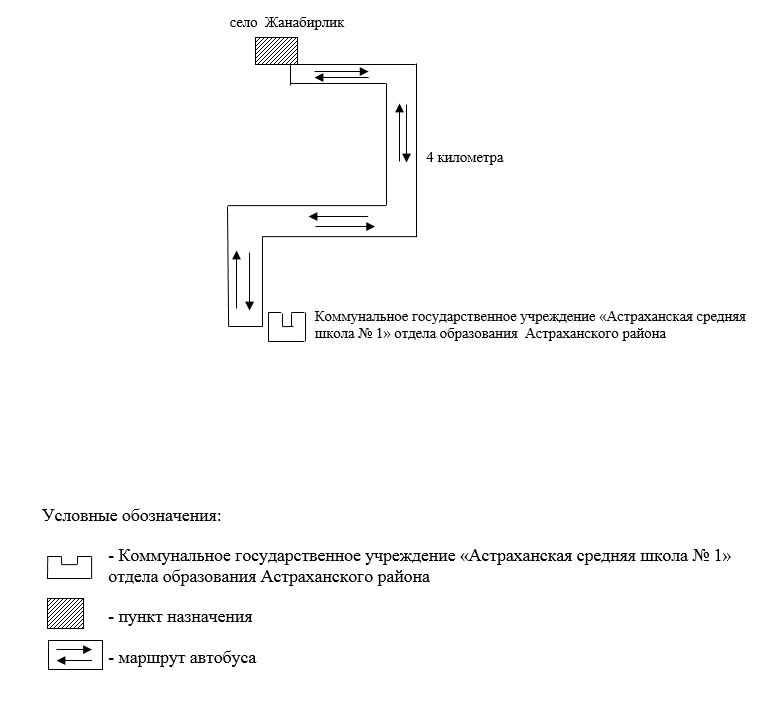 село Жанабирлик
4 километра
Коммунальное государственное учреждение «Астраханская средняя
школа № 1» отдела образования Астраханского района
Условные обозначения:
- Коммунальное государственное учреждение «Астраханская средняя школа № 1»
отдела образования Астраханского района
- пункт назначения
- маршрут автобуса